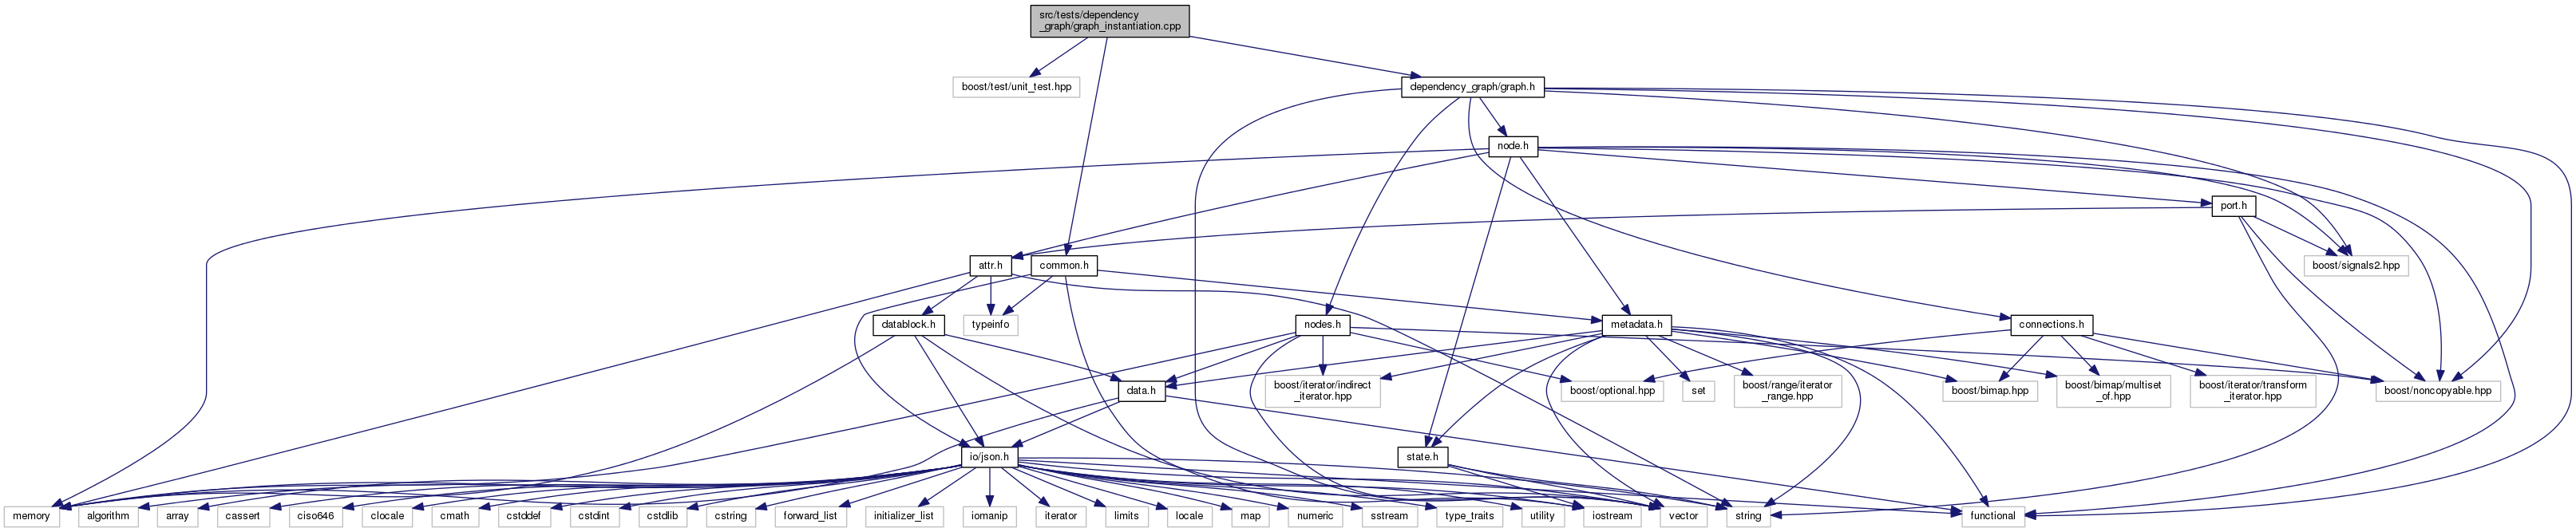 src/tests/dependency
_graph/graph_instantiation.cpp
boost/test/unit_test.hpp
dependency_graph/graph.h
node.h
port.h
attr.h
common.h
boost/signals2.hpp
datablock.h
typeinfo
nodes.h
metadata.h
connections.h
data.h
boost/iterator/indirect
_iterator.hpp
boost/optional.hpp
set
boost/range/iterator
_range.hpp
boost/bimap.hpp
boost/bimap/multiset
_of.hpp
boost/iterator/transform
_iterator.hpp
boost/noncopyable.hpp
io/json.h
state.h
memory
algorithm
array
cassert
ciso646
clocale
cmath
cstddef
cstdint
cstdlib
cstring
forward_list
initializer_list
iomanip
iterator
limits
locale
map
numeric
sstream
type_traits
utility
iostream
vector
string
functional